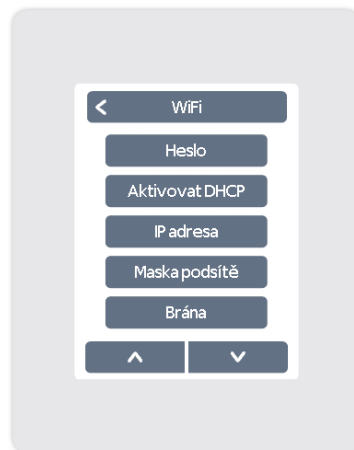 WiFi
Heslo
Aktivovat DHCP
IP adresa
Maska podsítě
Brána